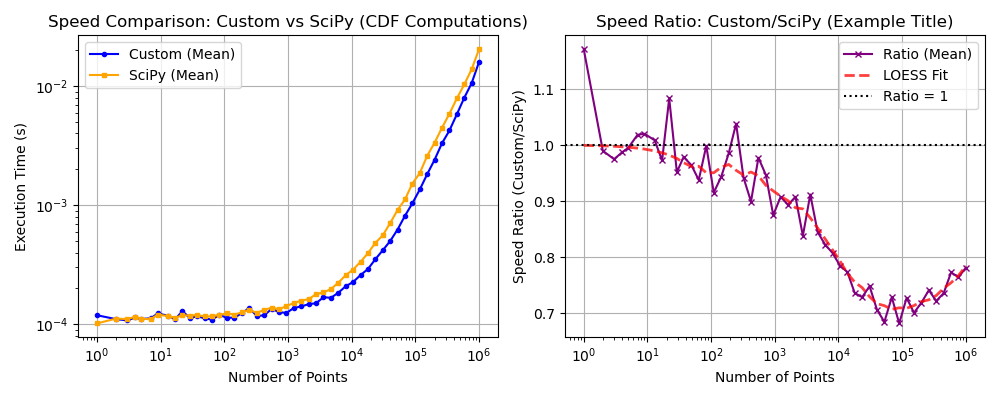 Speed Comparison: Custom vs SciPy (CDF Computations)
Custom (Mean)
SciPy (Mean)
Execution Time (s)
10⁻²
10⁻³
10⁻⁴
10⁰ 10¹ 10² 10³ 10⁴ 10⁵ 10⁶
Number of Points
Speed Ratio: Custom/SciPy (Example Title)
Ratio (Mean)
LOESS Fit
Ratio = 1
Speed Ratio (Custom/SciPy)
1.1
1.0
0.9
0.8
0.7
10⁰ 10¹ 10² 10³ 10⁴ 10⁵ 10⁶
Number of Points